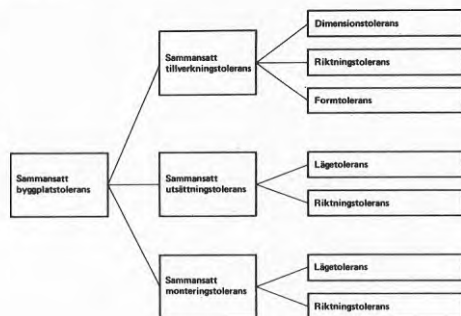 Dimensionstolerans
Sammansatt
tillverkningstolerans
Riktningstolerans
Formtolerans
Sammansatt
byggplatstolerans
Sammansatt
utsättningstolerans
Lägetolerans
Riktningstolerans
Sammansatt
monteringstolerans
Lägetolerans
Riktningstolerans